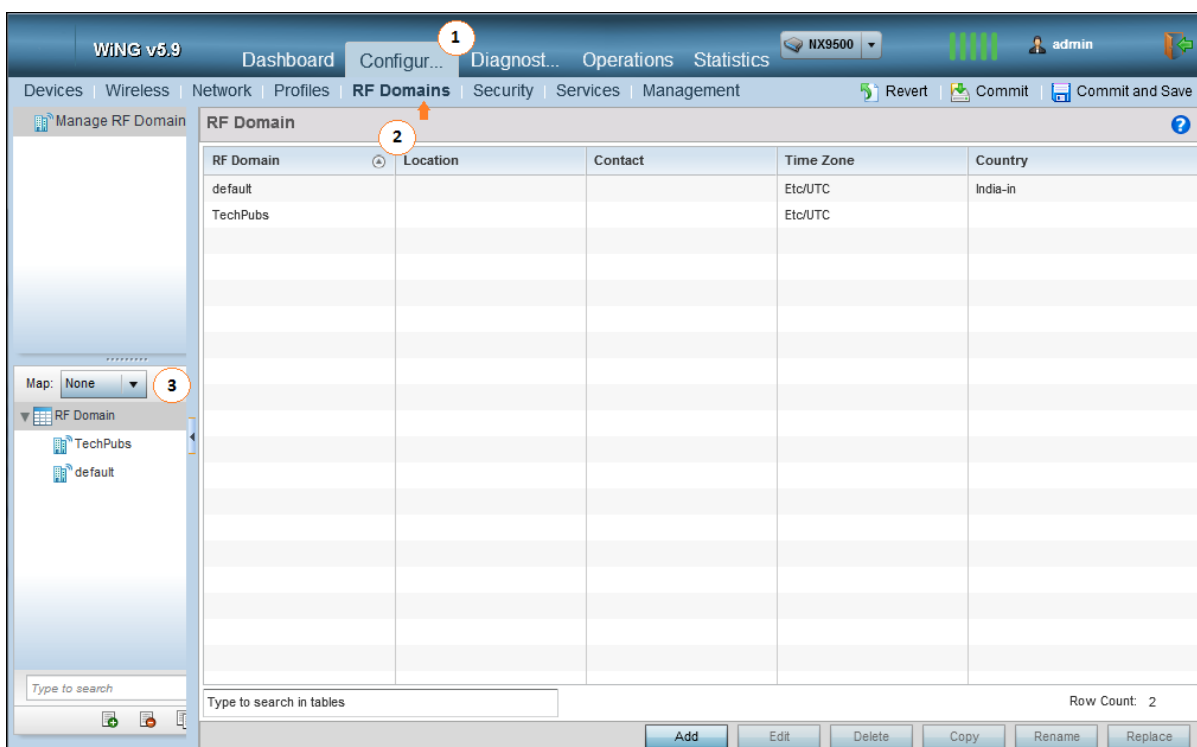 WiNG v5.9
Dashboard Configur... 1 Diagnost... Operations Statistics NX9500 admin
Devices Wireless Network Profiles RF Domains Security Services Management Revert Commit Commit and Save
Manage RF Domain
RF Domain
2
RF Domain Location Contact Time Zone Country
default Etc/UTC India-in
TechPubs Etc/UTC
Map: None 3
RF Domain
TechPubs
default
Type to search
Type to search in tables
Row Count: 2
Add Edit Delete Copy Rename Replace